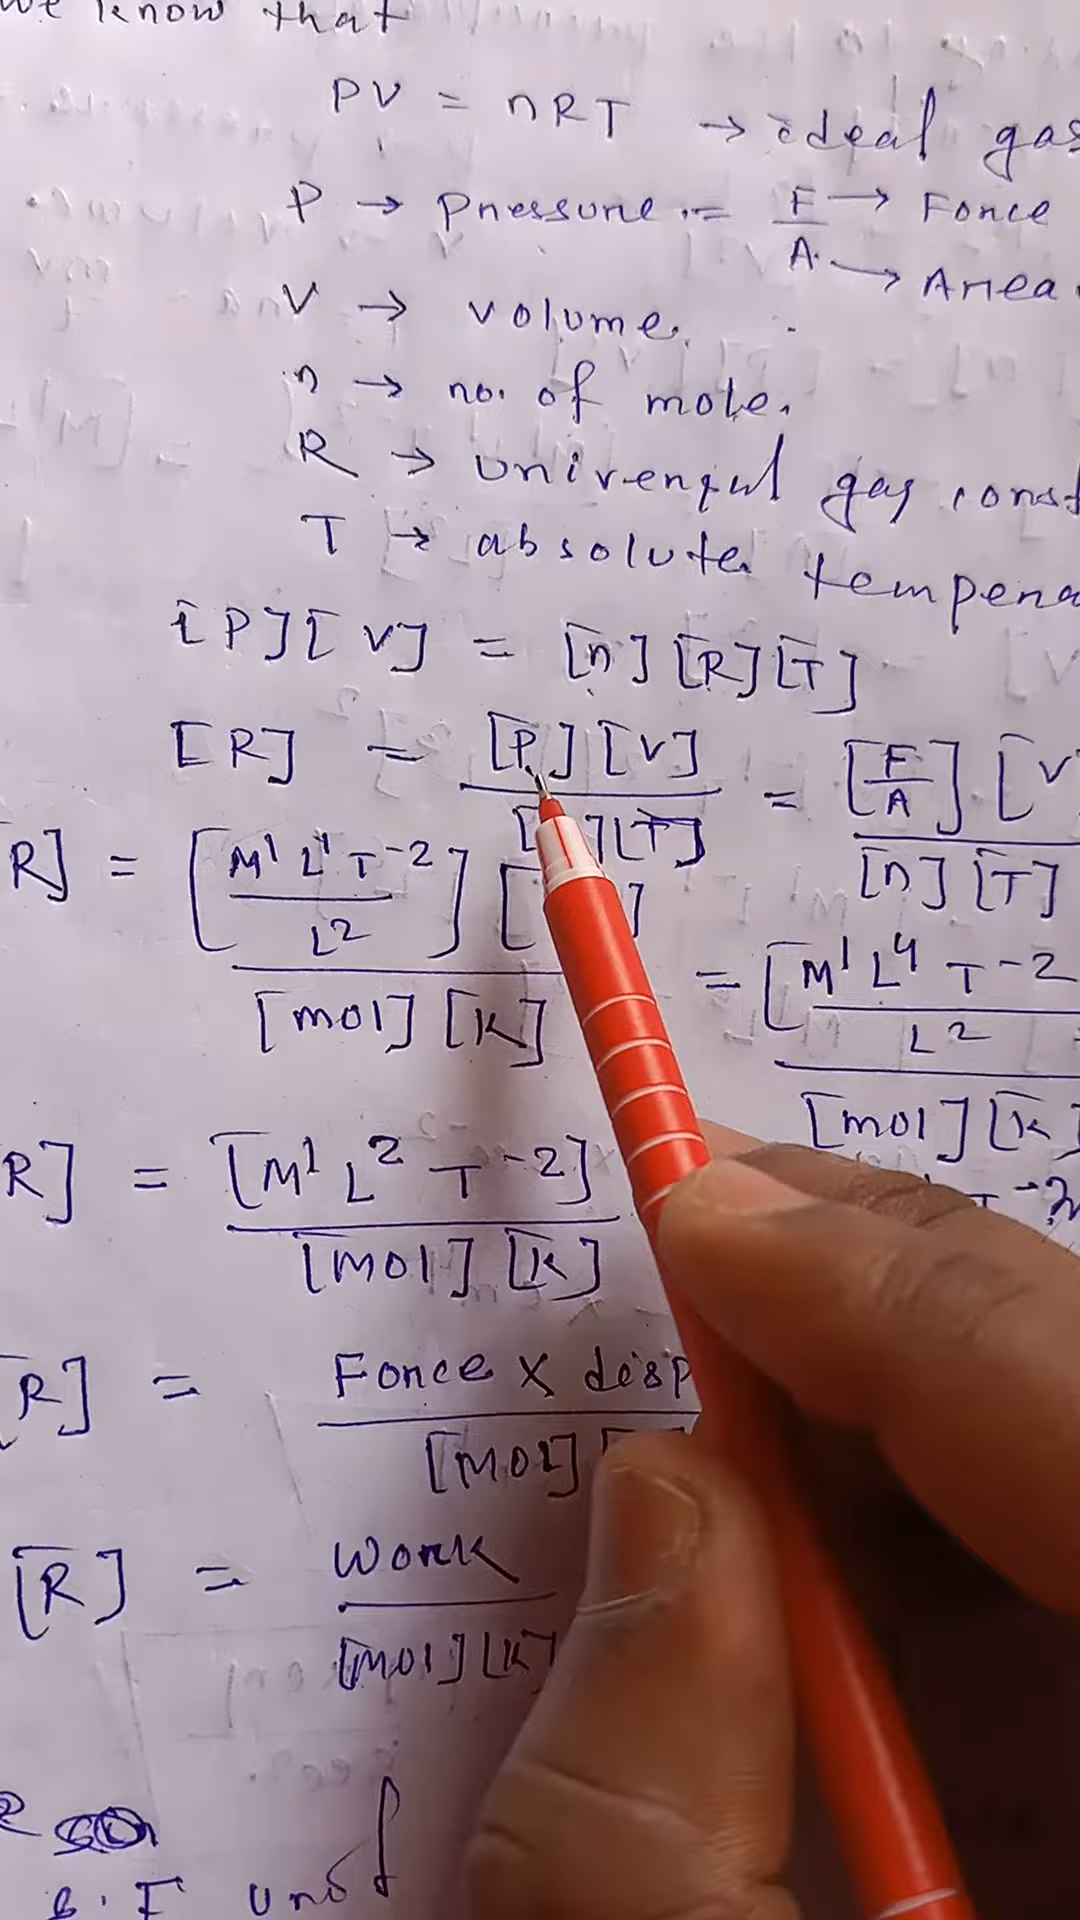 we know that
PV = nRT → ideal gas
P → Pressure = F/A F → Force
A → Area
V → volume.
n → no. of mole.
R → universal gas const
T → absolute tempera
[P][V] = [n][R][T]
[R] = [P][V] / [ ][T] = [F/A][V / [n][T]
R] = [M¹ L¹ T⁻² / L²] [ ] / [mol][K] = [M¹ L⁴ T⁻² / L² / [mol][K]
R] = [M¹ L² T⁻²] / [mol][K] T⁻²
R] = Force × disp / [mol]
[R] = Work / [mol][K]
S.I unit